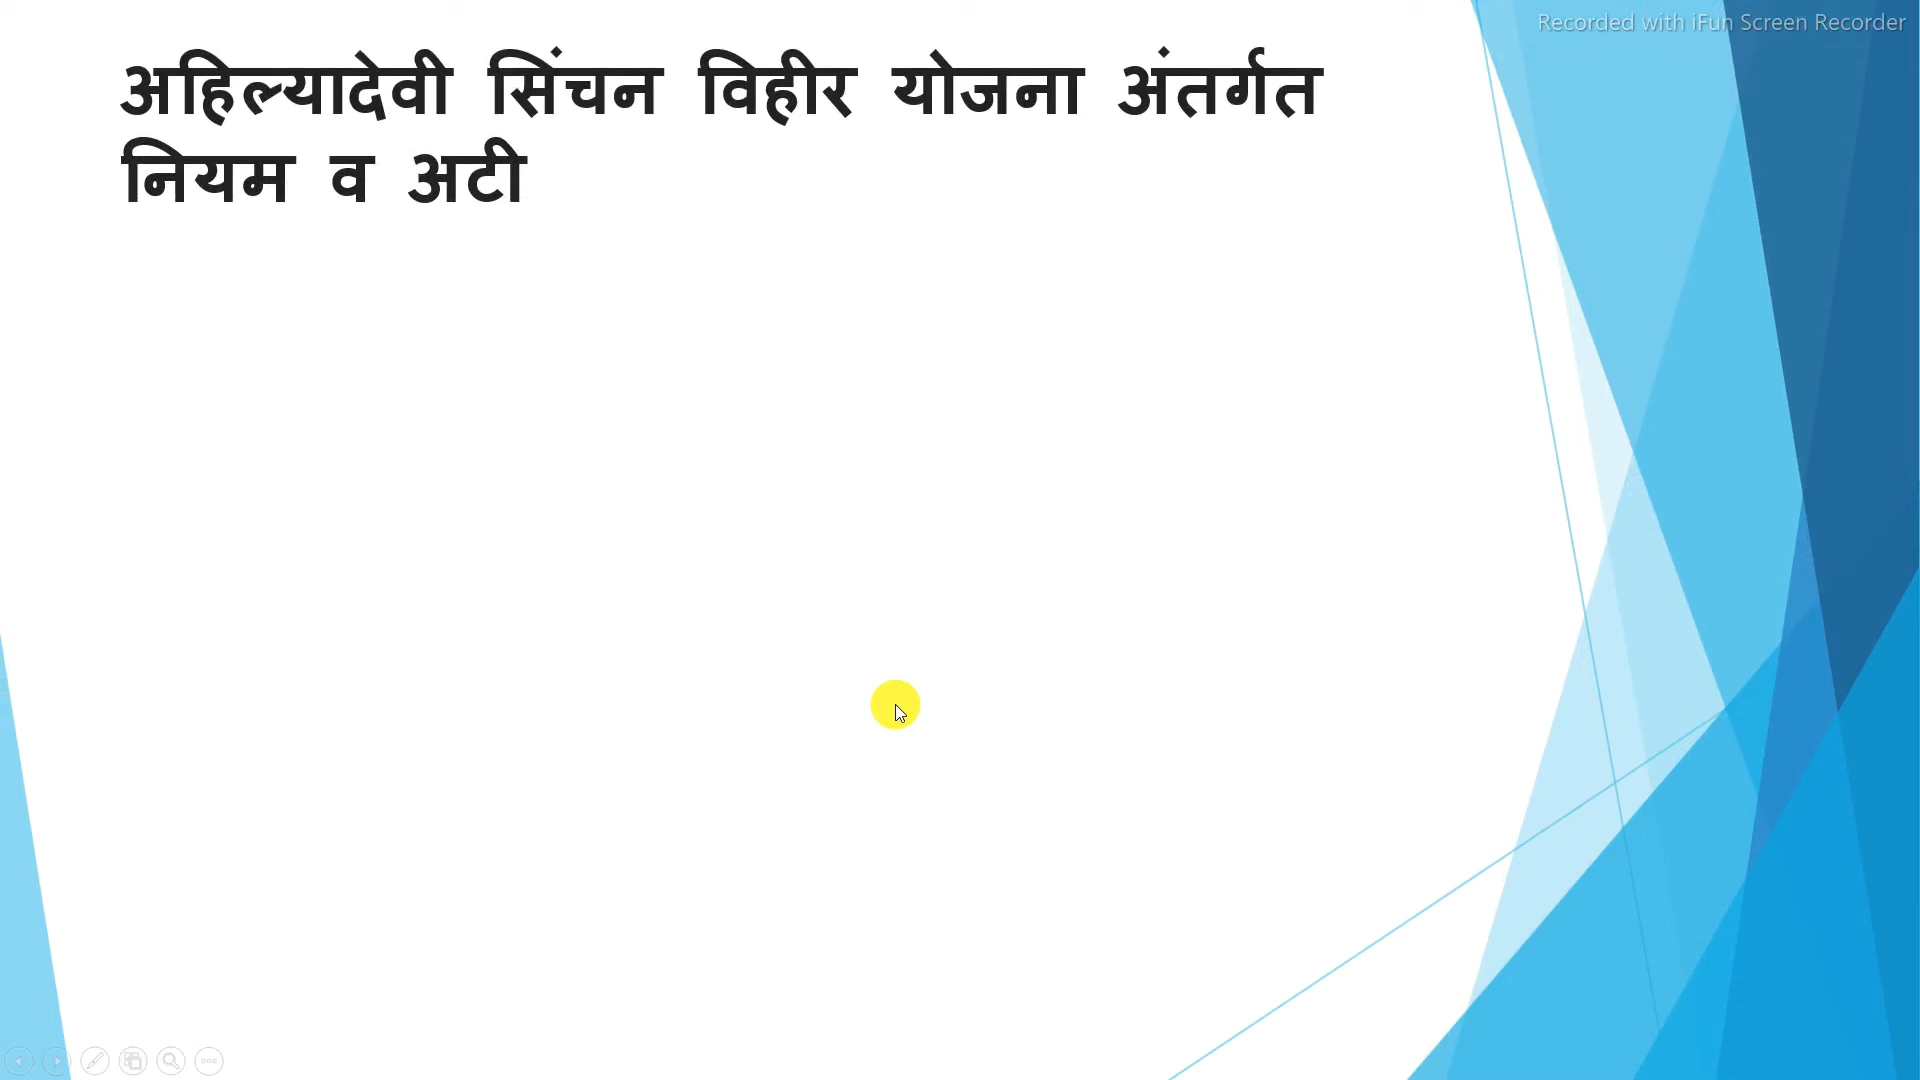 Recorded with iFun Screen Recorder
अहिल्यादेवी सिंचन विहीर योजना अंतर्गत
नियम व अटी